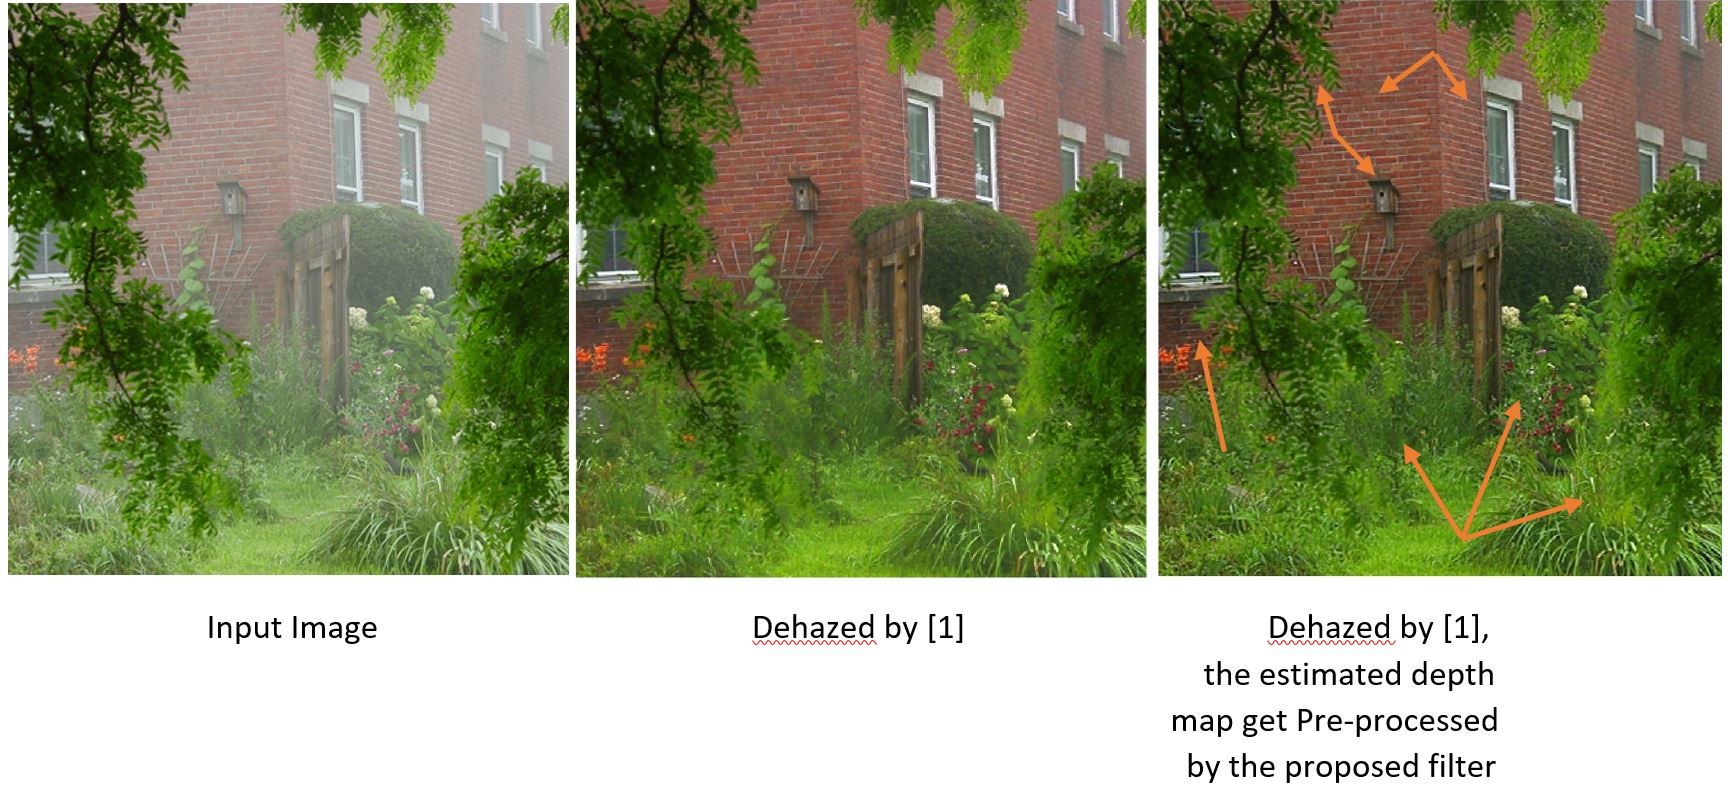 Input Image
Dehazed by [1]
Dehazed by [1],
the estimated depth
map get Pre-processed
by the proposed filter